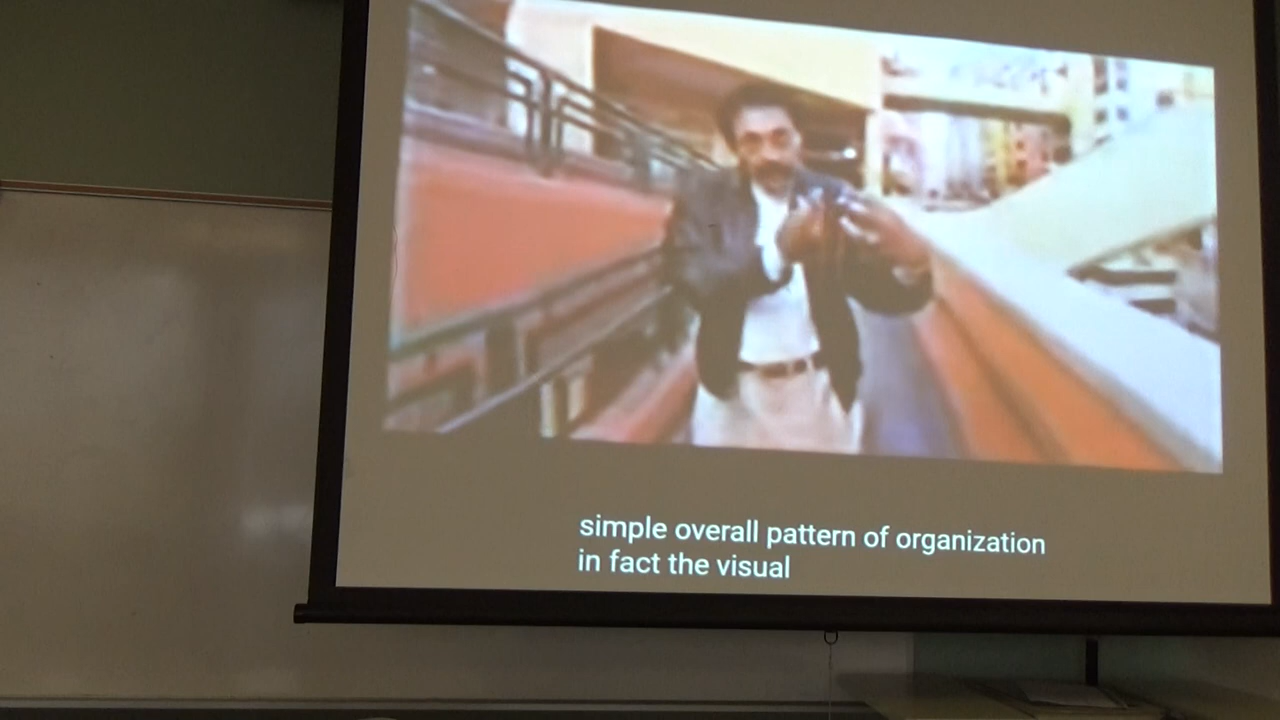 simple overall pattern of organization
in fact the visual